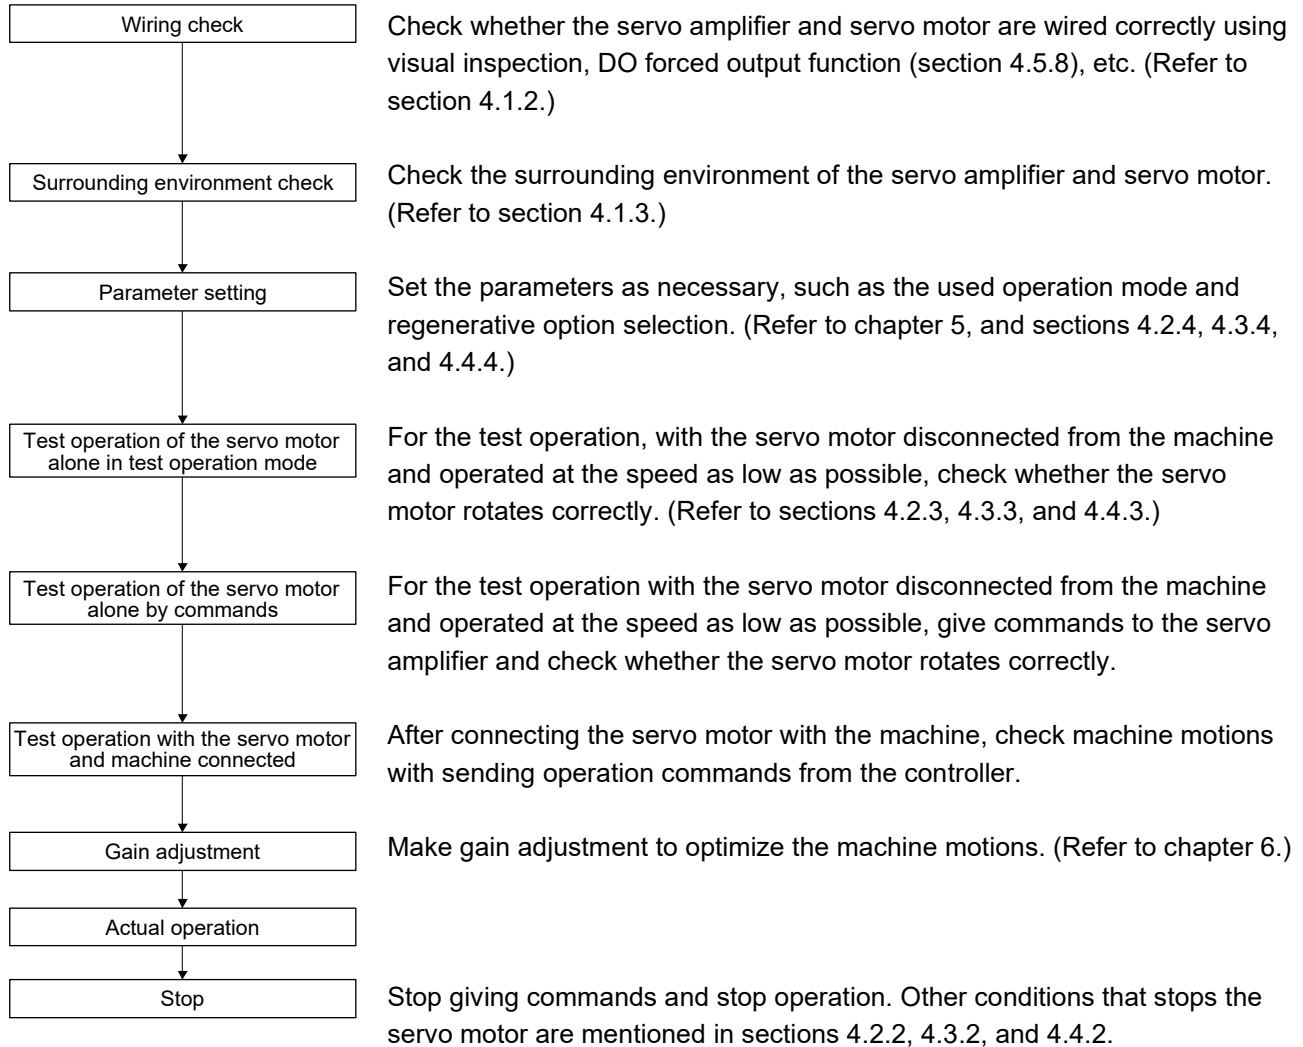 Wiring check
Check whether the servo amplifier and servo motor are wired correctly using
visual inspection, DO forced output function (section 4.5.8), etc. (Refer to
section 4.1.2.)
Surrounding environment check
Check the surrounding environment of the servo amplifier and servo motor.
(Refer to section 4.1.3.)
Parameter setting
Set the parameters as necessary, such as the used operation mode and
regenerative option selection. (Refer to chapter 5, and sections 4.2.4, 4.3.4,
and 4.4.4.)
Test operation of the servo motor
alone in test operation mode
For the test operation, with the servo motor disconnected from the machine
and operated at the speed as low as possible, check whether the servo
motor rotates correctly. (Refer to sections 4.2.3, 4.3.3, and 4.4.3.)
Test operation of the servo motor
alone by commands
For the test operation with the servo motor disconnected from the machine
and operated at the speed as low as possible, give commands to the servo
amplifier and check whether the servo motor rotates correctly.
Test operation with the servo motor
and machine connected
After connecting the servo motor with the machine, check machine motions
with sending operation commands from the controller.
Gain adjustment
Make gain adjustment to optimize the machine motions. (Refer to chapter 6.)
Actual operation
Stop
Stop giving commands and stop operation. Other conditions that stops the
servo motor are mentioned in sections 4.2.2, 4.3.2, and 4.4.2.